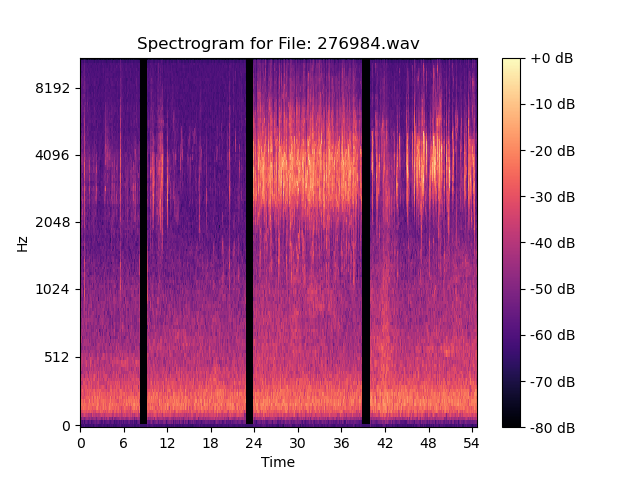 Spectrogram for File: 276984.wav
8192
4096
2048
1024
512
0
Hz
0 6 12 18 24 30 36 42 48 54
Time
+0 dB
-10 dB
-20 dB
-30 dB
-40 dB
-50 dB
-60 dB
-70 dB
-80 dB